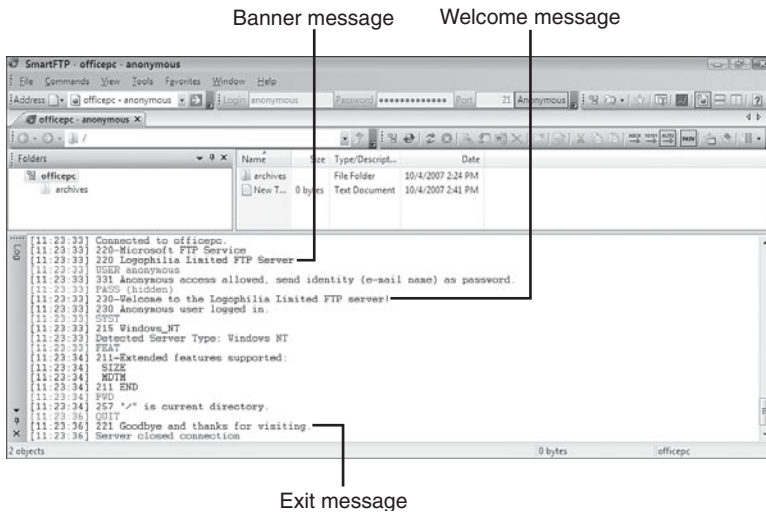 Banner message
Welcome message
SmartFTP - officepc - anonymous
File Commands View Tools Favorites Window Help
Address officepc - anonymous Login anonymous Password •••••••••••••• Port 21 Anonymous
officepc - anonymous
/
Folders
officepc
archives
Name Size Type/Descript... Date
archives File Folder 10/4/2007 2:24 PM
New T... 0 bytes Text Document 10/4/2007 2:41 PM
Log
[11:23:33] Connected to officepc.
[11:23:33] 220-Microsoft FTP Service
[11:23:33] 220 Logophilia Limited FTP Server
[11:23:33] USER anonymous
[11:23:33] 331 Anonymous access allowed, send identity (e-mail name) as password.
[11:23:33] PASS (hidden)
[11:23:33] 230-Welcome to the Logophilia Limited FTP server!
[11:23:33] 230 Anonymous user logged in.
[11:23:33] SYST
[11:23:33] 215 Windows_NT
[11:23:33] Detected Server Type: Windows NT
[11:23:33] FEAT
[11:23:34] 211-Extended features supported:
[11:23:34] SIZE
[11:23:34] MDTM
[11:23:34] 211 END
[11:23:34] PWD
[11:23:34] 257 "/" is current directory.
[11:23:36] QUIT
[11:23:36] 221 Goodbye and thanks for visiting.
[11:23:36] Server closed connection
2 objects 0 bytes officepc
Exit message